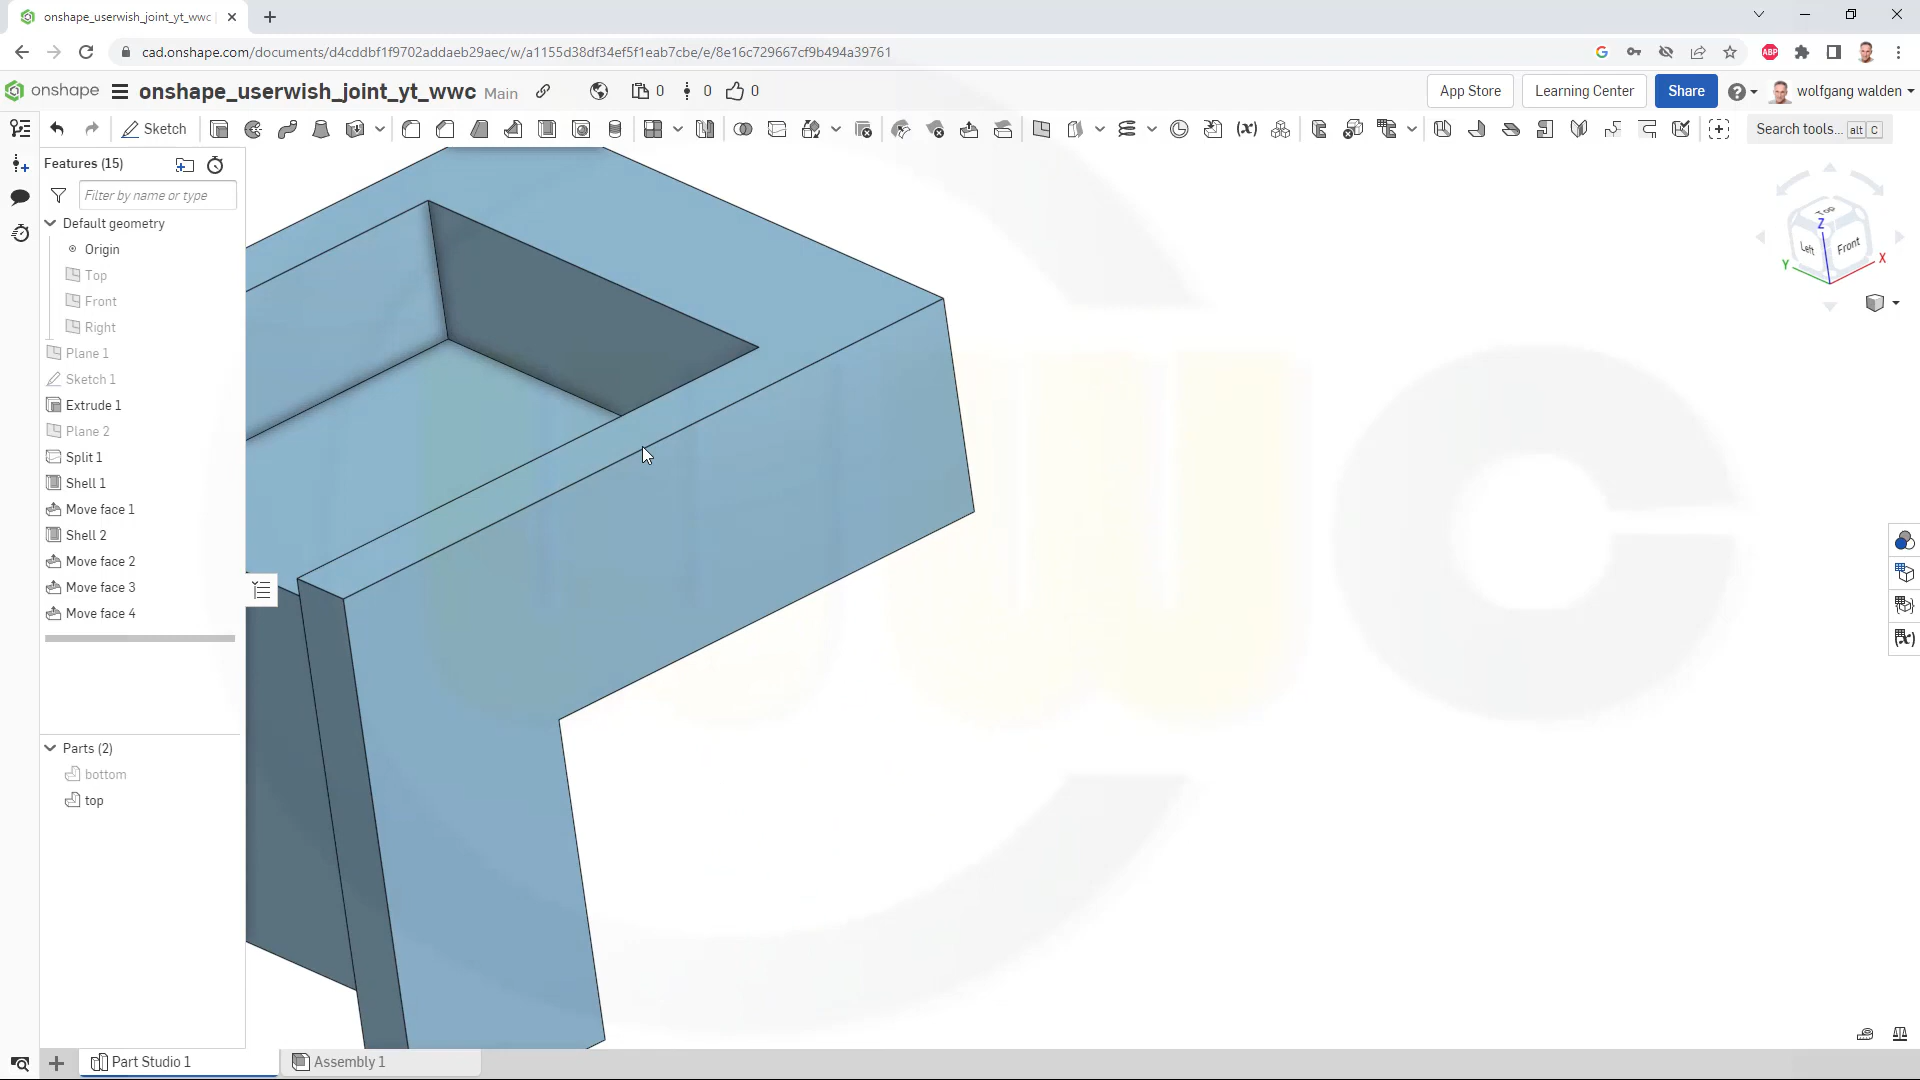 onshape_userwish_joint_yt_wwc
cad.onshape.com/documents/d4cddbf1f9702addaeb29aec/w/a1155d38df34ef5f1eab7cbe/e/8e16c729667cf9b494a39761
ABP
onshape
onshape_userwish_joint_yt_wwc Main
0
0
0
App Store
Learning Center
Share
wolfgang walden
Sketch
Search tools... alt C
Features (15)
Filter by name or type
Default geometry
Origin
Top
Front
Right
Plane 1
Sketch 1
Extrude 1
Plane 2
Split 1
Shell 1
Move face 1
Shell 2
Move face 2
Move face 3
Move face 4
Parts (2)
bottom
top
Top
Z
Left
Front
Y
X
wc
Part Studio 1
Assembly 1